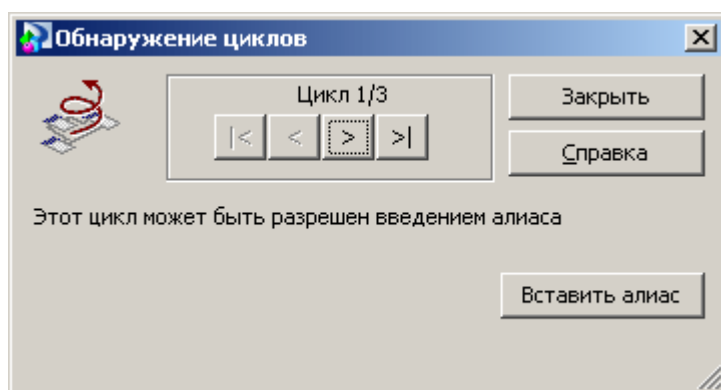 Обнаружение циклов
Цикл 1/3
|< < > >|
Закрыть
Справка
Этот цикл может быть разрешен введением алиаса
Вставить алиас